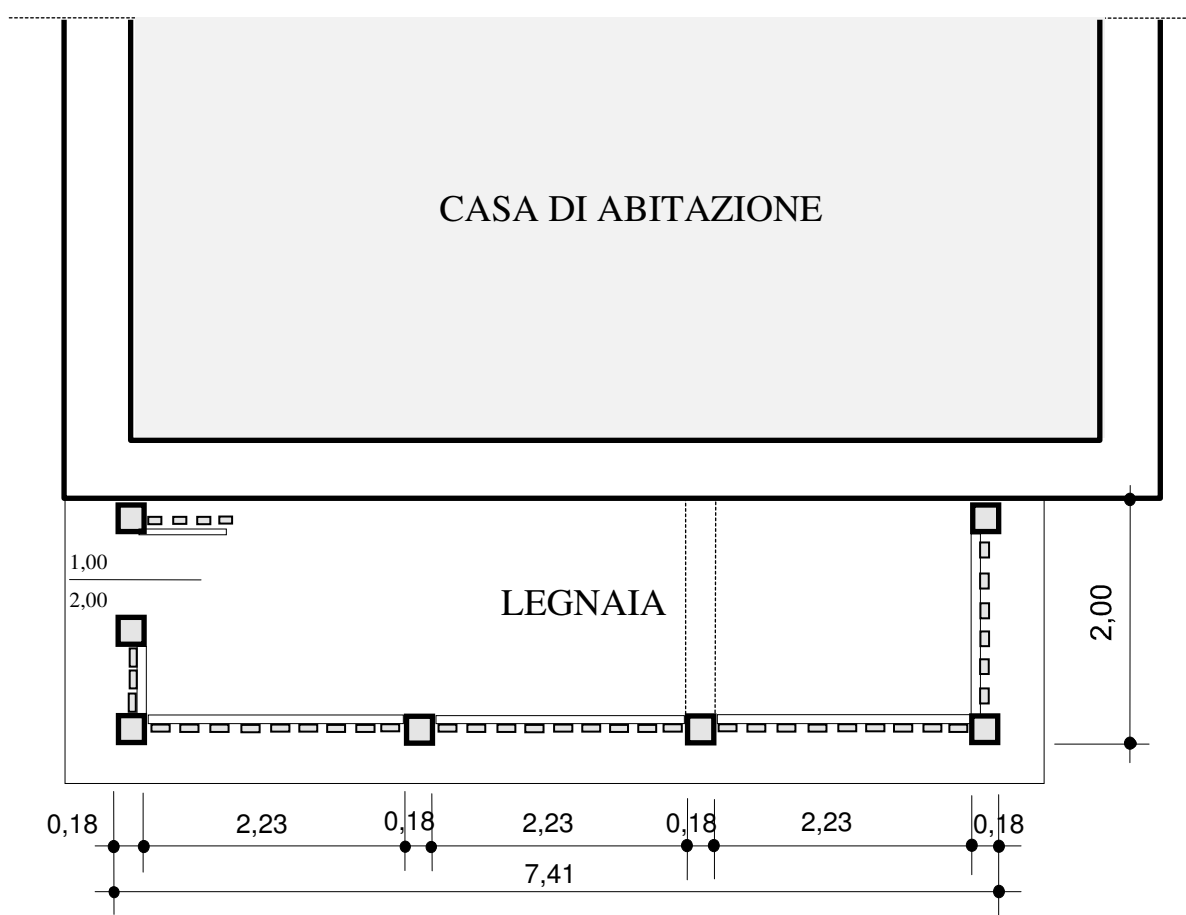 CASA DI ABITAZIONE
1,00
2,00
LEGNAIA
2,00
0,18 2,23 0,18 2,23 0,18 2,23 0,18
7,41